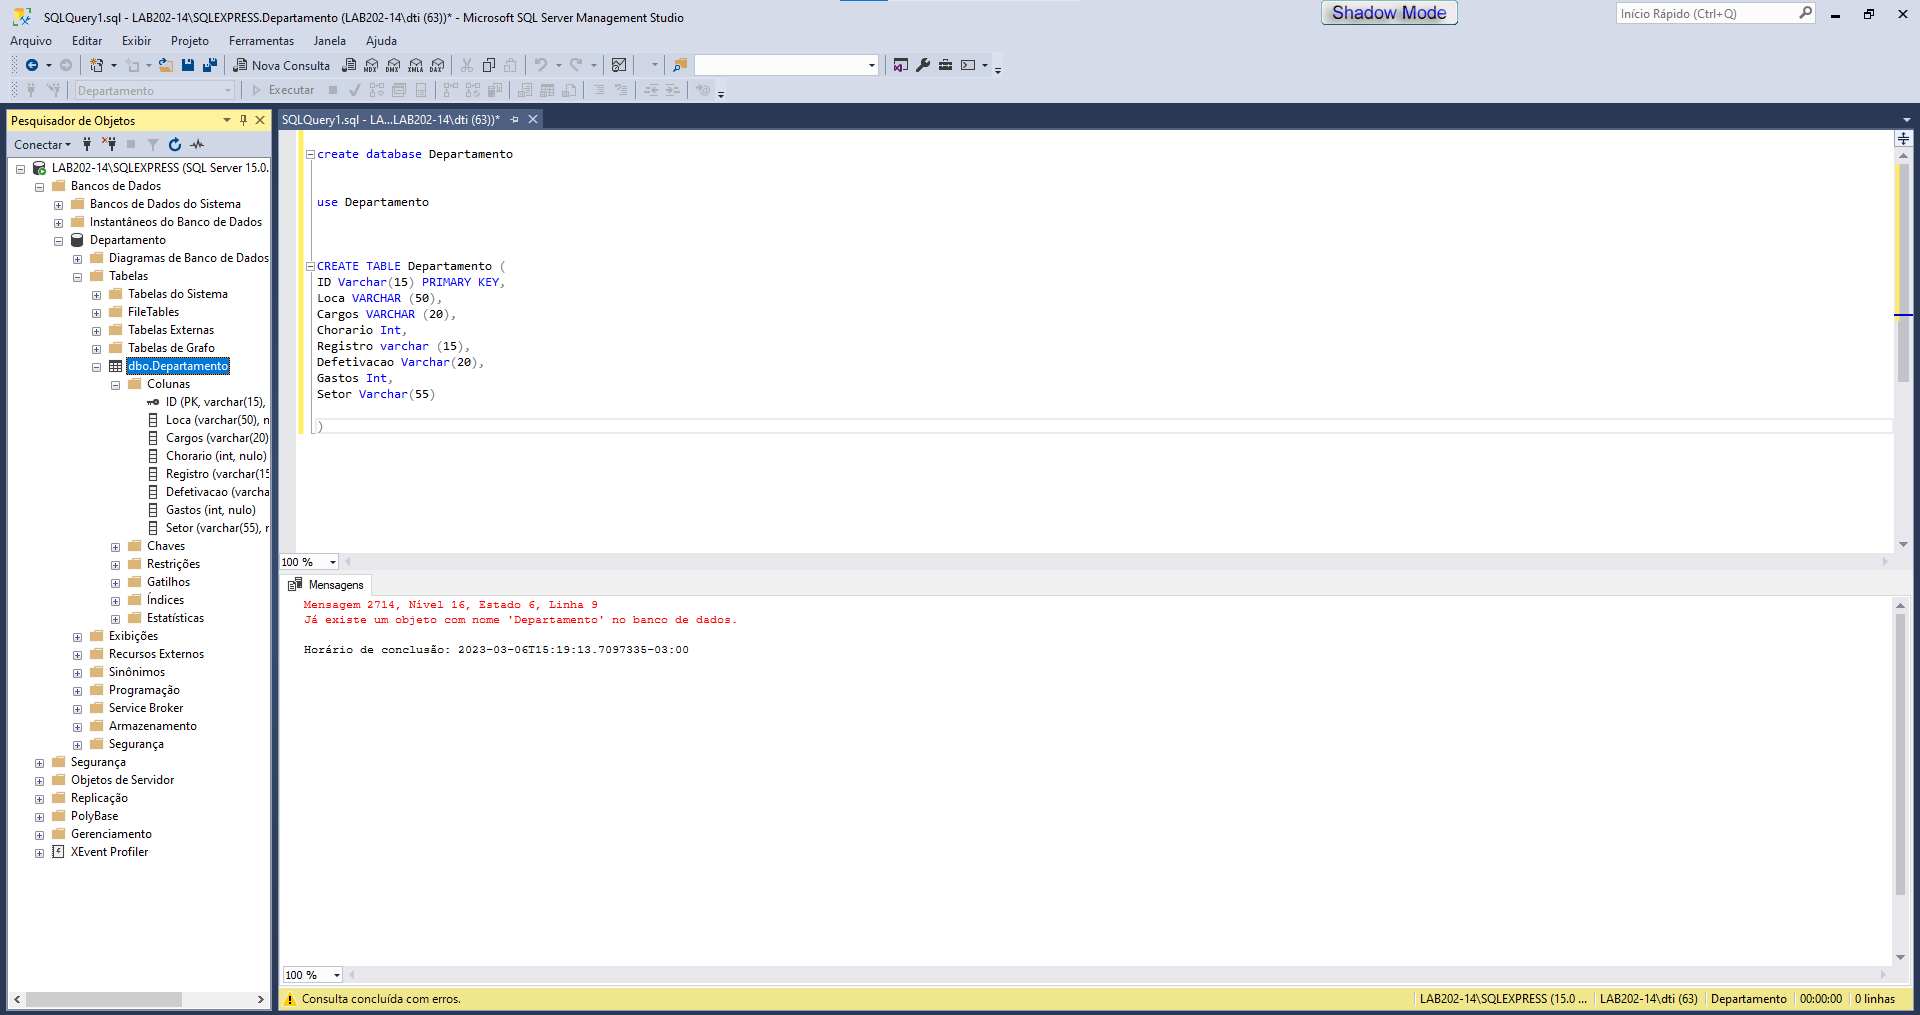 SQLQuery1.sql - LAB202-14\SQLEXPRESS.Departamento (LAB202-14\dti (63))* - Microsoft SQL Server Management Studio
Shadow Mode
Início Rápido (Ctrl+Q)
Arquivo Editar Exibir Projeto Ferramentas Janela Ajuda
Nova Consulta MDX DMX XMLA DAX
Departamento Executar
Pesquisador de Objetos
SQLQuery1.sql - LA...LAB202-14\dti (63))*
Conectar
LAB202-14\SQLEXPRESS (SQL Server 15.0.
Bancos de Dados
Bancos de Dados do Sistema
Instantâneos do Banco de Dados
Departamento
Diagramas de Banco de Dados
Tabelas
Tabelas do Sistema
FileTables
Tabelas Externas
Tabelas de Grafo
dbo.Departamento
Colunas
ID (PK, varchar(15),
Loca (varchar(50), n
Cargos (varchar(20)
Chorario (int, nulo)
Registro (varchar(15
Defetivacao (varcha
Gastos (int, nulo)
Setor (varchar(55), r
Chaves
Restrições
Gatilhos
Índices
Estatísticas
Exibições
Recursos Externos
Sinônimos
Programação
Service Broker
Armazenamento
Segurança
Segurança
Objetos de Servidor
Replicação
PolyBase
Gerenciamento
XEvent Profiler
create database Departamento
use Departamento
CREATE TABLE Departamento (
ID Varchar(15) PRIMARY KEY,
Loca VARCHAR (50),
Cargos VARCHAR (20),
Chorario Int,
Registro varchar (15),
Defetivacao Varchar(20),
Gastos Int,
Setor Varchar(55)
)
100 %
Mensagens
Mensagem 2714, Nível 16, Estado 6, Linha 9
Já existe um objeto com nome 'Departamento' no banco de dados.
Horário de conclusão: 2023-03-06T15:19:13.7097335-03:00
100 %
Consulta concluída com erros.
LAB202-14\SQLEXPRESS (15.0 ... LAB202-14\dti (63) Departamento 00:00:00 0 linhas